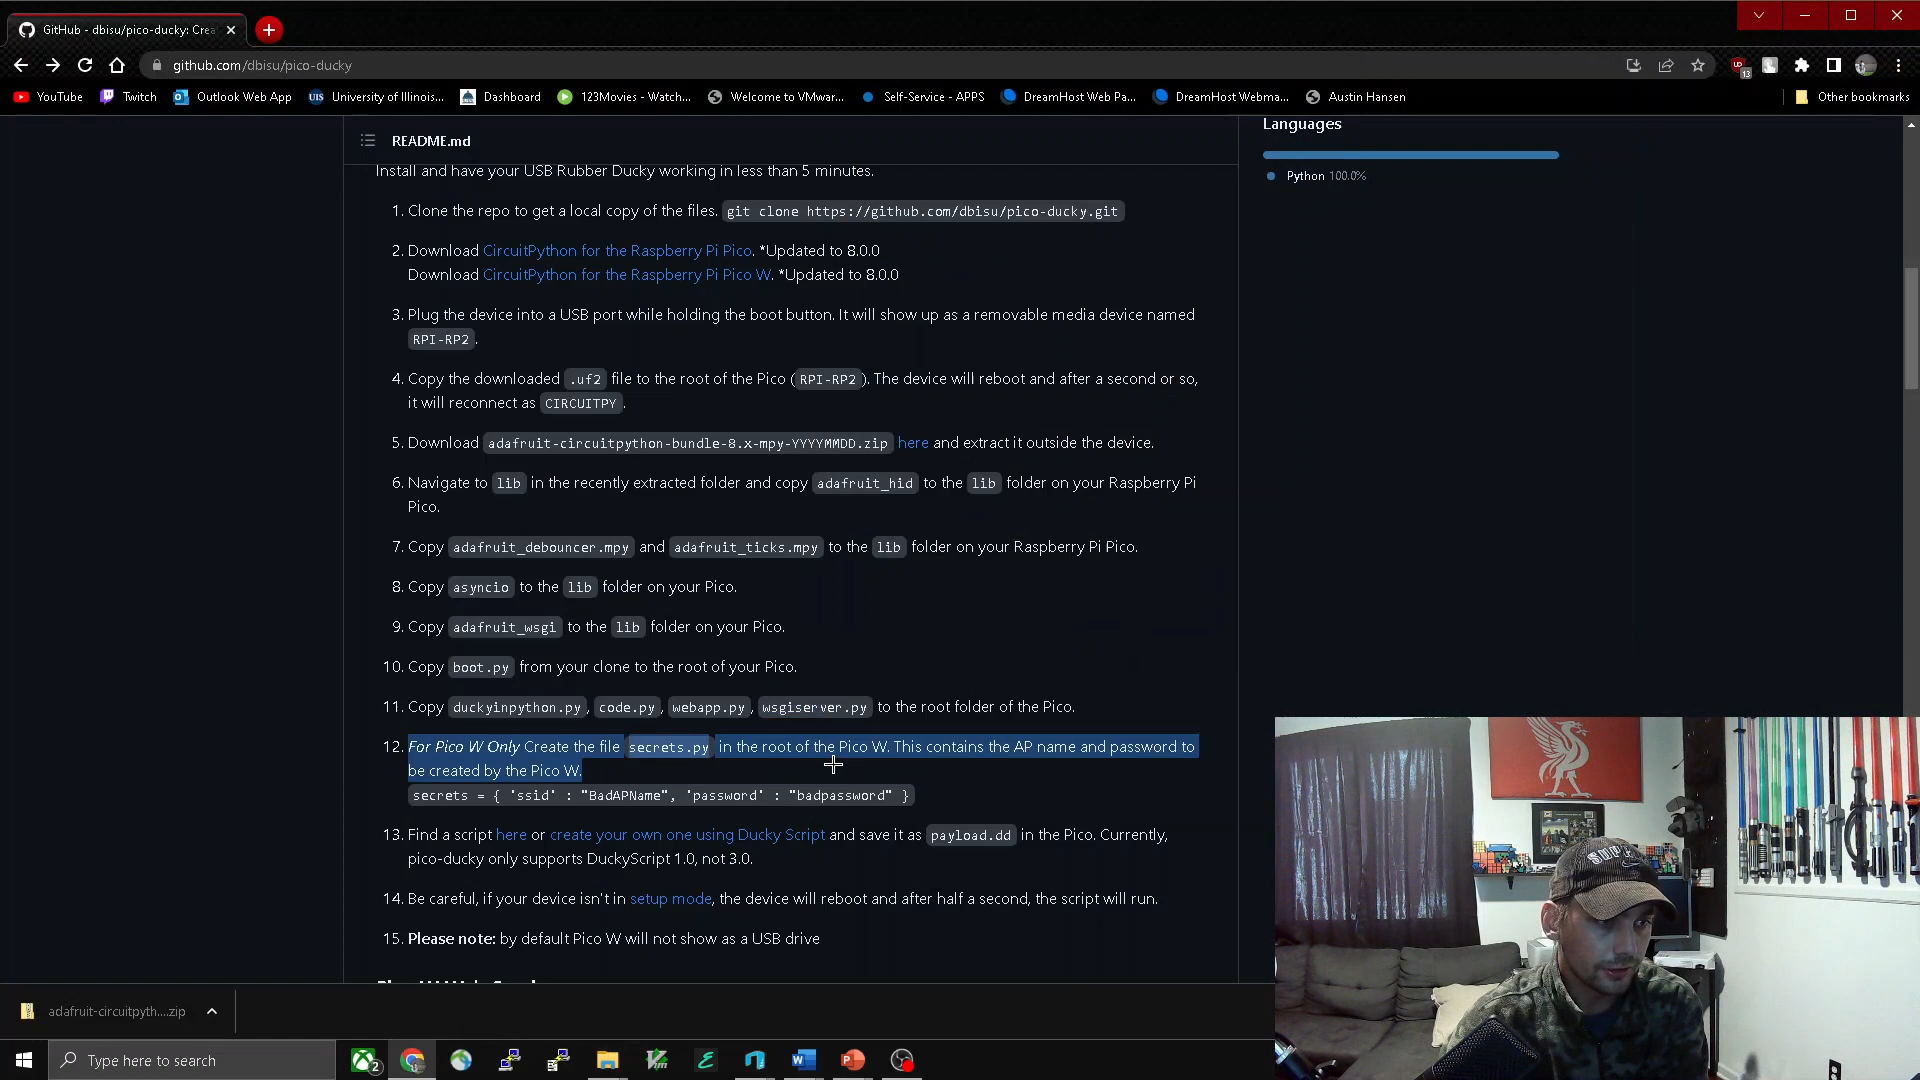 GitHub - dbisu/pico-ducky: Crea
github.com/dbisu/pico-ducky
13
YouTube Twitch Outlook Web App UIS University of Illinois... Dashboard 123Movies - Watch... Welcome to VMwar... Self-Service - APPS DreamHost Web Pa... DreamHost Webma... Austin Hansen Other bookmarks
README.md
Install and have your USB Rubber Ducky working in less than 5 minutes.
1. Clone the repo to get a local copy of the files. git clone https://github.com/dbisu/pico-ducky.git
2. Download CircuitPython for the Raspberry Pi Pico. *Updated to 8.0.0
Download CircuitPython for the Raspberry Pi Pico W. *Updated to 8.0.0
3. Plug the device into a USB port while holding the boot button. It will show up as a removable media device named
RPI-RP2.
4. Copy the downloaded .uf2 file to the root of the Pico (RPI-RP2). The device will reboot and after a second or so,
it will reconnect as CIRCUITPY.
5. Download adafruit-circuitpython-bundle-8.x-mpy-YYYYMMDD.zip here and extract it outside the device.
6. Navigate to lib in the recently extracted folder and copy adafruit_hid to the lib folder on your Raspberry Pi
Pico.
7. Copy adafruit_debouncer.mpy and adafruit_ticks.mpy to the lib folder on your Raspberry Pi Pico.
8. Copy asyncio to the lib folder on your Pico.
9. Copy adafruit_wsgi to the lib folder on your Pico.
10. Copy boot.py from your clone to the root of your Pico.
11. Copy duckyinpython.py, code.py, webapp.py, wsgiserver.py to the root folder of the Pico.
12. For Pico W Only Create the file secrets.py in the root of the Pico W. This contains the AP name and password to
be created by the Pico W.
secrets = { 'ssid' : "BadAPName", 'password' : "badpassword" }
13. Find a script here or create your own one using Ducky Script and save it as payload.dd in the Pico. Currently,
pico-ducky only supports DuckyScript 1.0, not 3.0.
14. Be careful, if your device isn't in setup mode, the device will reboot and after half a second, the script will run.
15. Please note: by default Pico W will not show as a USB drive
Languages
Python 100.0%
adafruit-circuitpyth....zip
Type here to search
2